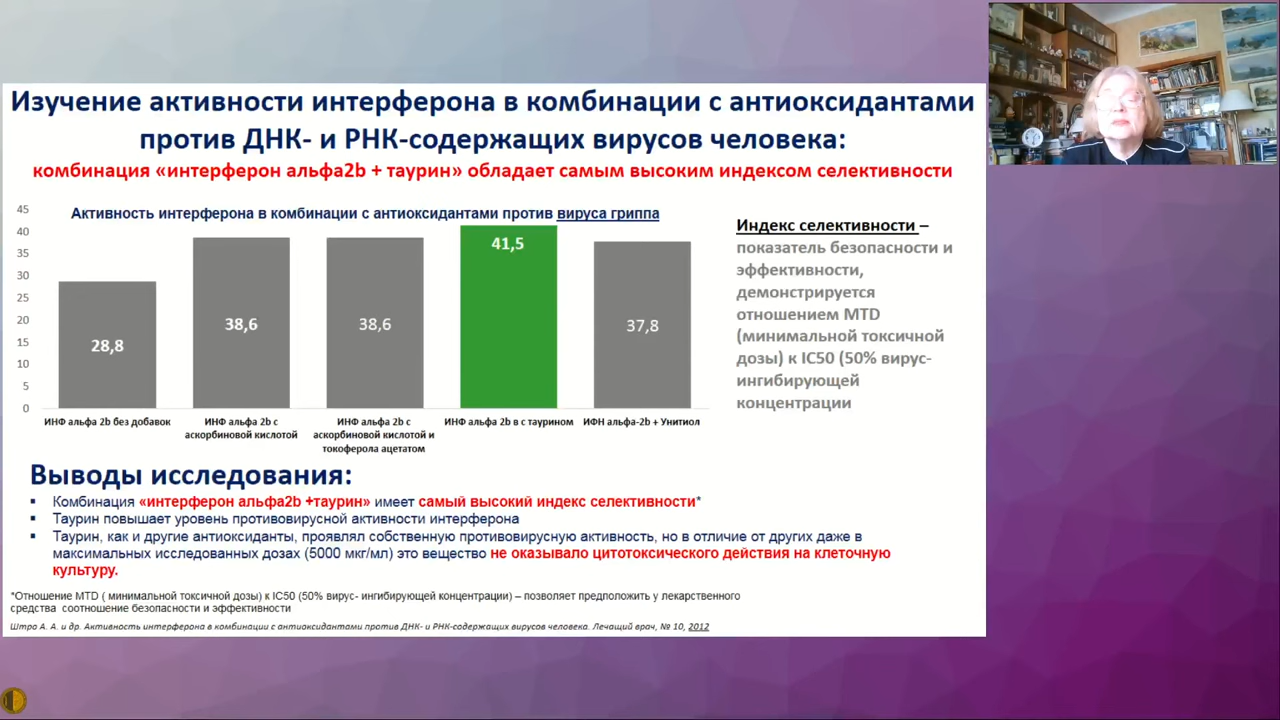 Изучение активности интерферона в комбинации с антиоксидантами
против ДНК- и РНК-содержащих вирусов человека:
комбинация «интерферон альфа2b + таурин» обладает самым высоким индексом селективности
Активность интерферона в комбинации с антиоксидантами против вируса гриппа
45
40
35
30
25
20
15
10
5
0
28,8
38,6
38,6
41,5
37,8
ИНФ альфа 2b без добавок
ИНФ альфа 2b с
аскорбиновой кислотой
ИНФ альфа 2b с
аскорбиновой кислотой и
токоферола ацетатом
ИНФ альфа 2b в с таурином
ИФН альфа-2b + Унитиол
Индекс селективности –
показатель безопасности и
эффективности,
демонстрируется
отношением MTD
(минимальной токсичной
дозы) к IC50 (50% вирус-
ингибирующей
концентрации
Выводы исследования:
▪ Комбинация «интерферон альфа2b +таурин» имеет самый высокий индекс селективности*
▪ Таурин повышает уровень противовирусной активности интерферона
▪ Таурин, как и другие антиоксиданты, проявлял собственную противовирусную активность, но в отличие от других даже в
максимальных исследованных дозах (5000 мкг/мл) это вещество не оказывало цитотоксического действия на клеточную
культуру.
*Отношение MTD ( минимальной токсичной дозы) к IC50 (50% вирус- ингибирующей концентрации) – позволяет предположить у лекарственного
средства соотношение безопасности и эффективности
Штро А. А. и др. Активность интерферона в комбинации с антиоксидантами против ДНК- и РНК-содержащих вирусов человека. Лечащий врач, № 10, 2012